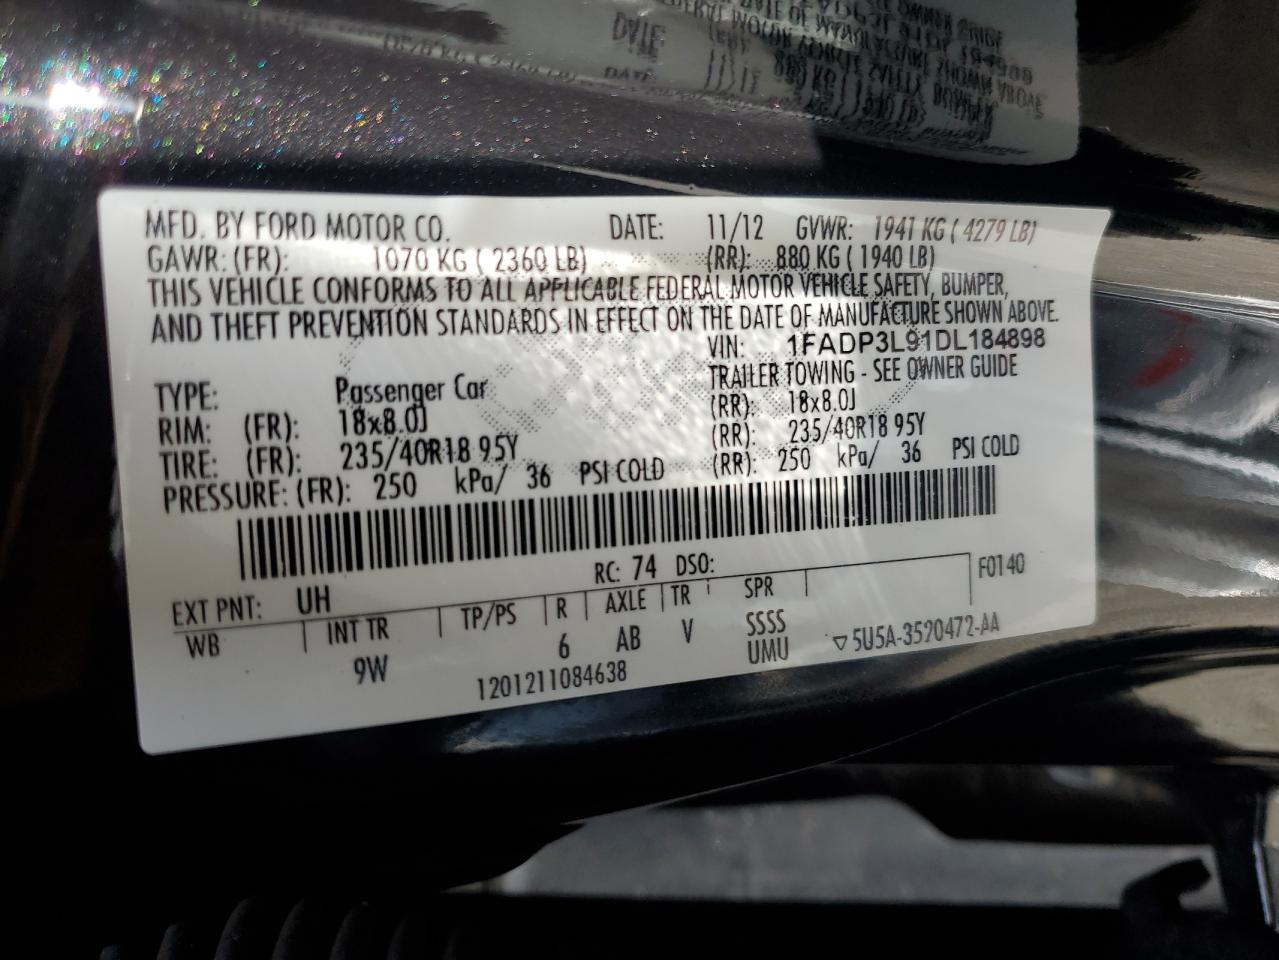 MFD. BY FORD MOTOR CO. DATE: 11/12 GVWR: 1941 KG ( 4279 LB)
GAWR: (FR): 1070 KG ( 2360 LB) (RR): 880 KG ( 1940 LB)
THIS VEHICLE CONFORMS TO ALL APPLICABLE FEDERAL MOTOR VEHICLE SAFETY, BUMPER,
AND THEFT PREVENTION STANDARDS IN EFFECT ON THE DATE OF MANUFACTURE SHOWN ABOVE.
VIN: 1FADP3L91DL184898
TYPE: Passenger Car TRAILER TOWING - SEE OWNER GUIDE
RIM: (FR): 18x8.0J (RR): 18x8.0J
TIRE: (FR): 235/40R18 95Y (RR): 235/40R18 95Y
PRESSURE: (FR): 250 kPa/ 36 PSI COLD (RR): 250 kPa/ 36 PSI COLD
EXT PNT: UH RC: 74 DSO: F0140
WB INT TR TP/PS R AXLE TR SPR
9W 6 AB V SSSS
UMU ▽5U5A-3520472-AA
1201211084638